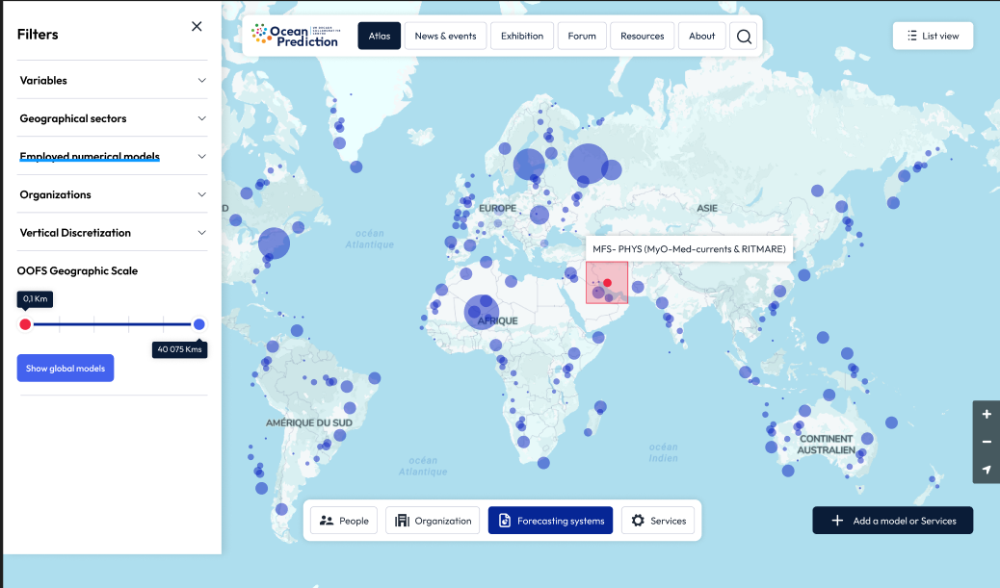 Filters
Variables
Geographical sectors
Employed numerical models
Organizations
Vertical Discretization
OOFS Geographic Scale
0,1 Km
40 075 Kms
Show global models
Ocean
Prediction
Atlas
News & events
Exhibition
Forum
Resources
About
List view
D
EUROPE
ASIE
océan
Atlantique
MFS- PHYS (MyO-Med-currents & RITMARE)
AFRIQUE
AMÉRIQUE DU SUD
océan
Atlantique
océan
Indien
CONTINENT
AUSTRALIEN
People
Organization
Forecasting systems
Services
Add a model or Services